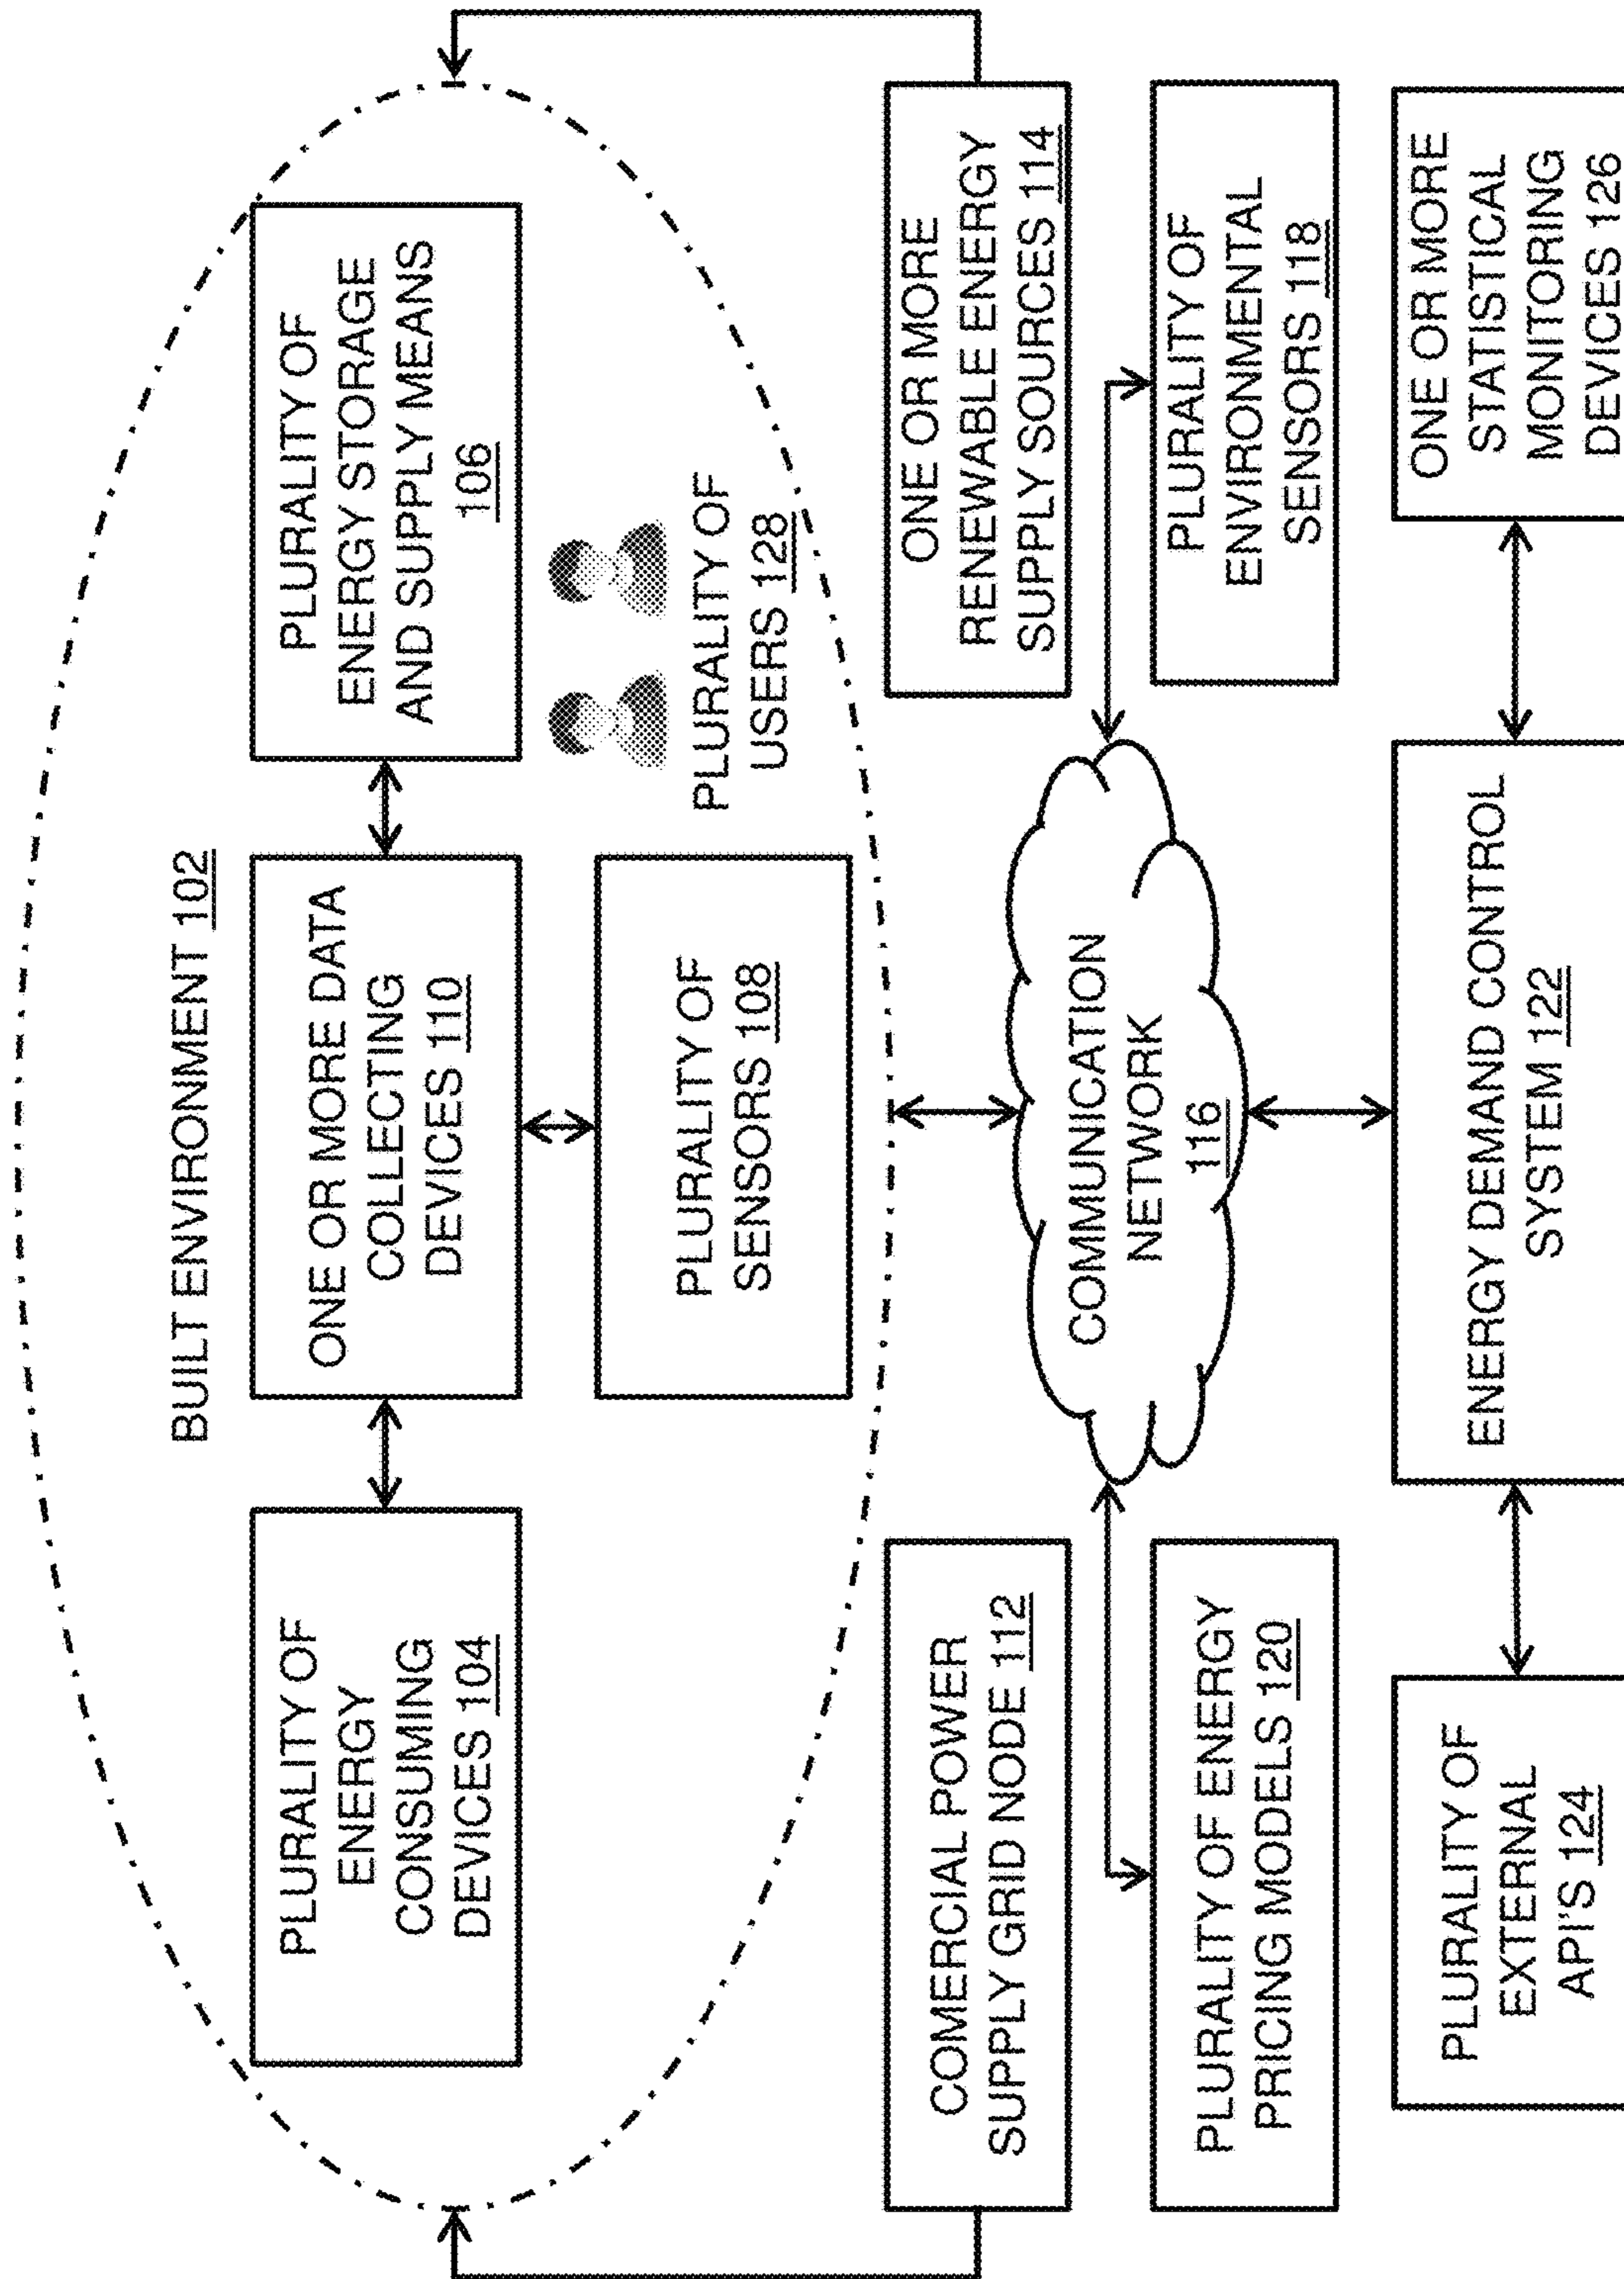 BUILT ENVIRONMENT 102
PLURALITY OF
ENERGY
CONSUMING
DEVICES 104
ONE OR MORE DATA
COLLECTING
DEVICES 110
PLURALITY OF
ENERGY STORAGE
AND SUPPLY MEANS
106
PLURALITY OF
SENSORS 108
PLURALITY OF
USERS 128
COMERCIAL POWER
SUPPLY GRID NODE 112
ONE OR MORE
RENEWABLE ENERGY
SUPPLY SOURCES 114
COMMUNICATION
NETWORK
116
PLURALITY OF ENERGY
PRICING MODELS 120
PLURALITY OF
ENVIRONMENTAL
SENSORS 118
PLURALITY OF
EXTERNAL
API'S 124
ENERGY DEMAND CONTROL
SYSTEM 122
ONE OR MORE
STATISTICAL
MONITORING
DEVICES 126